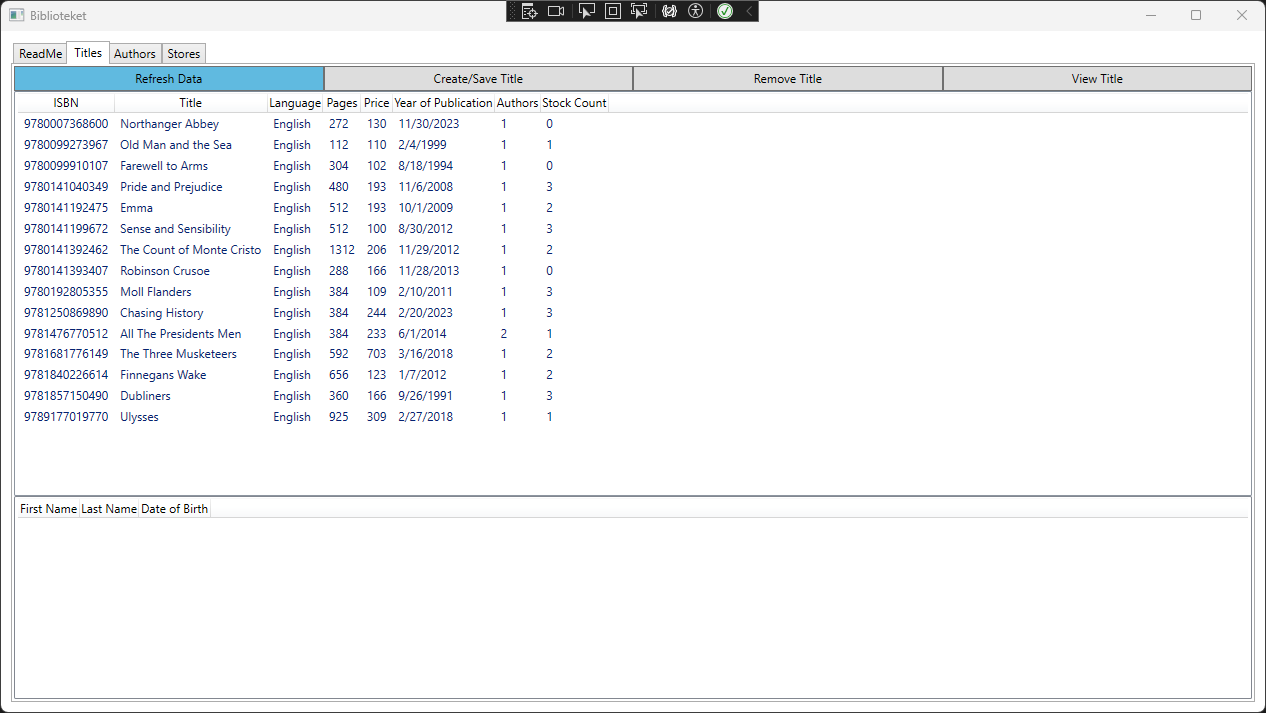 Biblioteket
ReadMe Titles Authors Stores
Refresh Data Create/Save Title Remove Title View Title
ISBN Title Language Pages Price Year of Publication Authors Stock Count
9780007368600 Northanger Abbey English 272 130 11/30/2023 1 0
9780099273967 Old Man and the Sea English 112 110 2/4/1999 1 1
9780099910107 Farewell to Arms English 304 102 8/18/1994 1 0
9780141040349 Pride and Prejudice English 480 193 11/6/2008 1 3
9780141192475 Emma English 512 193 10/1/2009 1 2
9780141199672 Sense and Sensibility English 512 100 8/30/2012 1 3
9780141392462 The Count of Monte Cristo English 1312 206 11/29/2012 1 2
9780141393407 Robinson Crusoe English 288 166 11/28/2013 1 0
9780192805355 Moll Flanders English 384 109 2/10/2011 1 3
9781250869890 Chasing History English 384 244 2/20/2023 1 3
9781476770512 All The Presidents Men English 384 233 6/1/2014 2 1
9781681776149 The Three Musketeers English 592 703 3/16/2018 1 2
9781840226614 Finnegans Wake English 656 123 1/7/2012 1 2
9781857150490 Dubliners English 360 166 9/26/1991 1 3
9789177019770 Ulysses English 925 309 2/27/2018 1 1
First Name Last Name Date of Birth